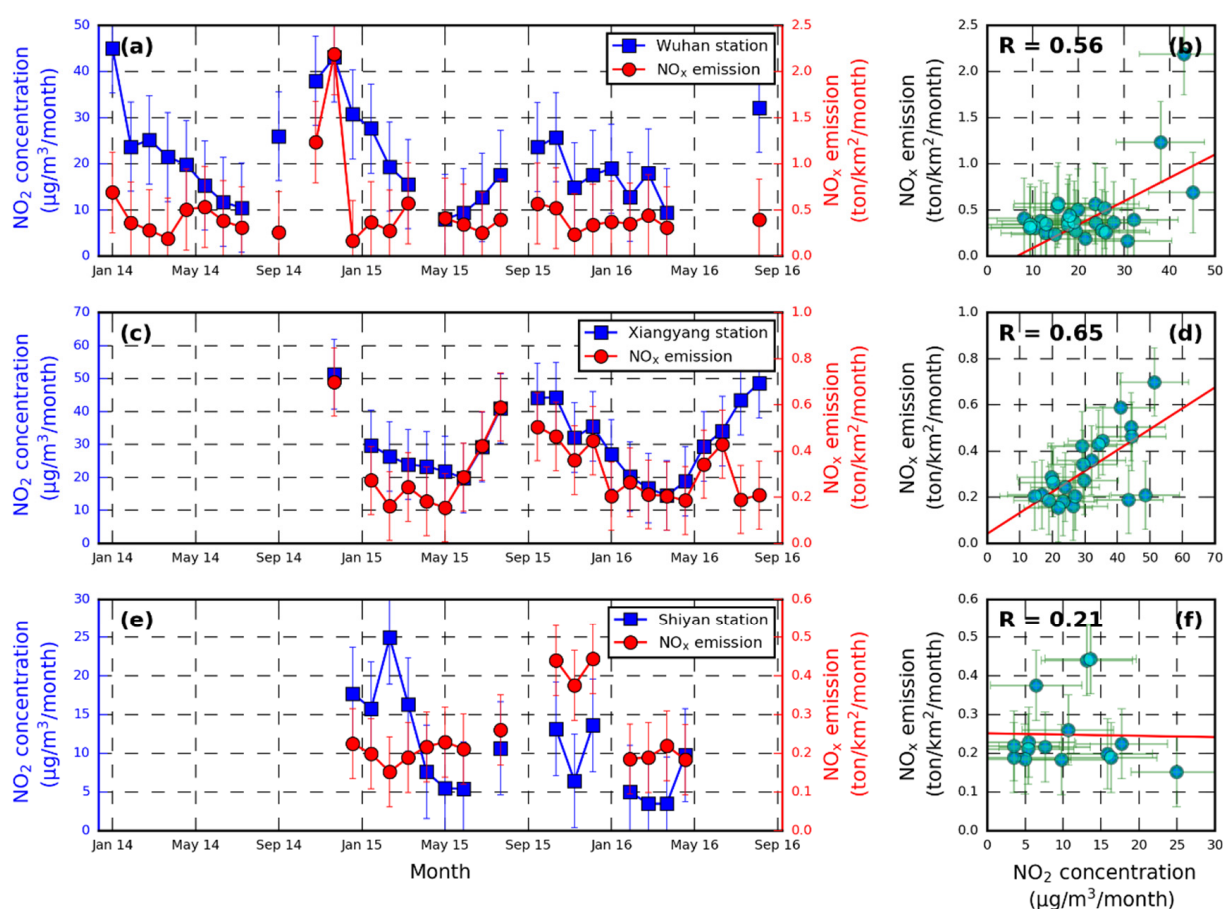 (a)
Wuhan station
NOx emission
NO2 concentration
(µg/m3/month)
50
40
30
20
10
0
2.5
2.0
1.5
1.0
0.5
0.0
NOx emission
(ton/km2/month)
Jan 14 May 14 Sep 14 Jan 15 May 15 Sep 15 Jan 16 May 16 Sep 16
R = 0.56 (b)
NOx emission
(ton/km2/month)
2.5
2.0
1.5
1.0
0.5
0.0
0 10 20 30 40 50
(c)
Xiangyang station
NOx emission
NO2 concentration
(µg/m3/month)
70
60
50
40
30
20
10
0
1.0
0.8
0.6
0.4
0.2
0.0
NOx emission
(ton/km2/month)
Jan 14 May 14 Sep 14 Jan 15 May 15 Sep 15 Jan 16 May 16 Sep 16
R = 0.65 (d)
NOx emission
(ton/km2/month)
1.0
0.8
0.6
0.4
0.2
0.0
0 10 20 30 40 50 60 70
(e)
Shiyan station
NOx emission
NO2 concentration
(µg/m3/month)
30
25
20
15
10
5
0
0.6
0.5
0.4
0.3
0.2
0.1
0.0
NOx emission
(ton/km2/month)
Jan 14 May 14 Sep 14 Jan 15 May 15 Sep 15 Jan 16 May 16 Sep 16
Month
R = 0.21 (f)
NOx emission
(ton/km2/month)
0.6
0.5
0.4
0.3
0.2
0.1
0.0
0 5 10 15 20 25 30
NO2 concentration
(µg/m3/month)